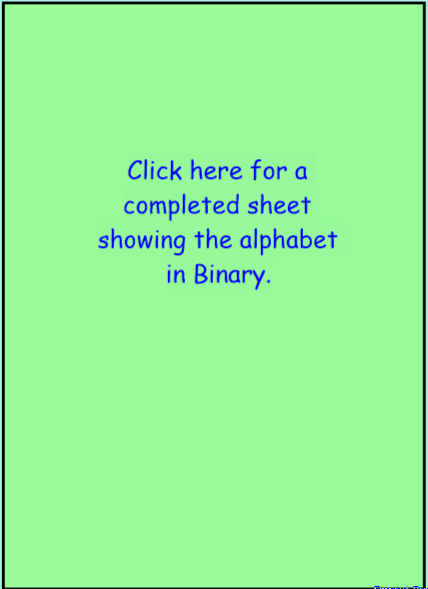 Click here for a
completed sheet
showing the alphabet
in Binary.